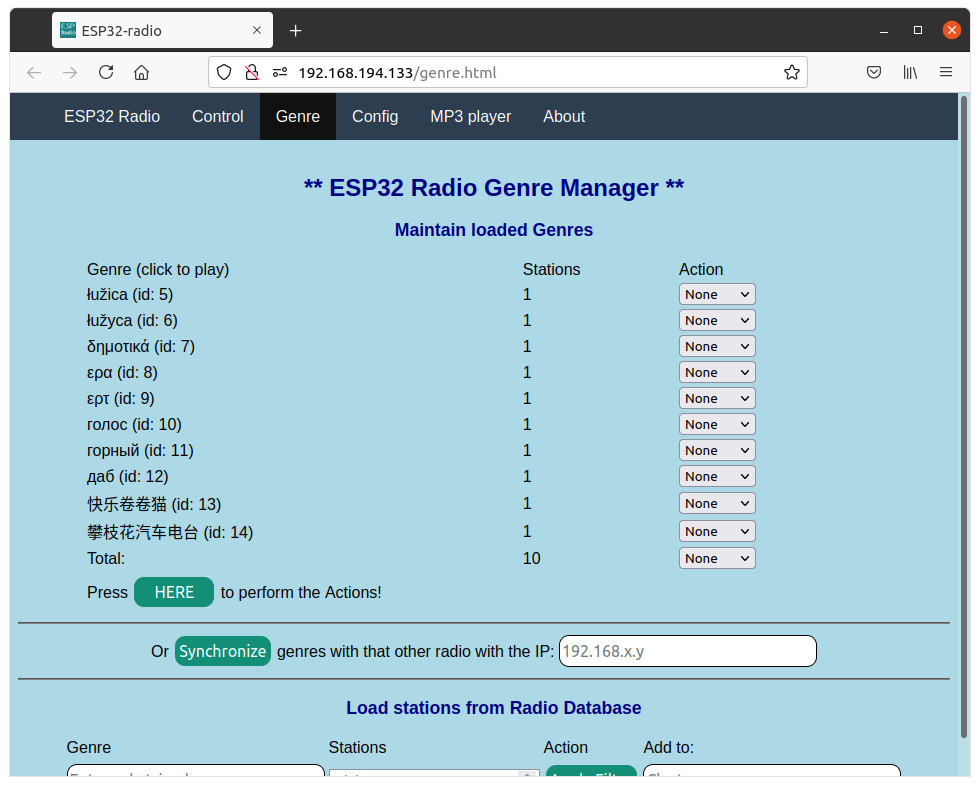 ESP32-radio
192.168.194.133/genre.html
ESP32 Radio Control Genre Config MP3 player About
** ESP32 Radio Genre Manager **
Maintain loaded Genres
Genre (click to play) Stations Action
łužica (id: 5) 1 None
łužyca (id: 6) 1 None
δημοτικά (id: 7) 1 None
ερα (id: 8) 1 None
ερτ (id: 9) 1 None
голос (id: 10) 1 None
горный (id: 11) 1 None
даб (id: 12) 1 None
快乐卷卷猫 (id: 13) 1 None
攀枝花汽车电台 (id: 14) 1 None
Total: 10 None
Press HERE to perform the Actions!
Or Synchronize genres with that other radio with the IP: 192.168.x.y
Load stations from Radio Database
Genre Stations Action Add to: